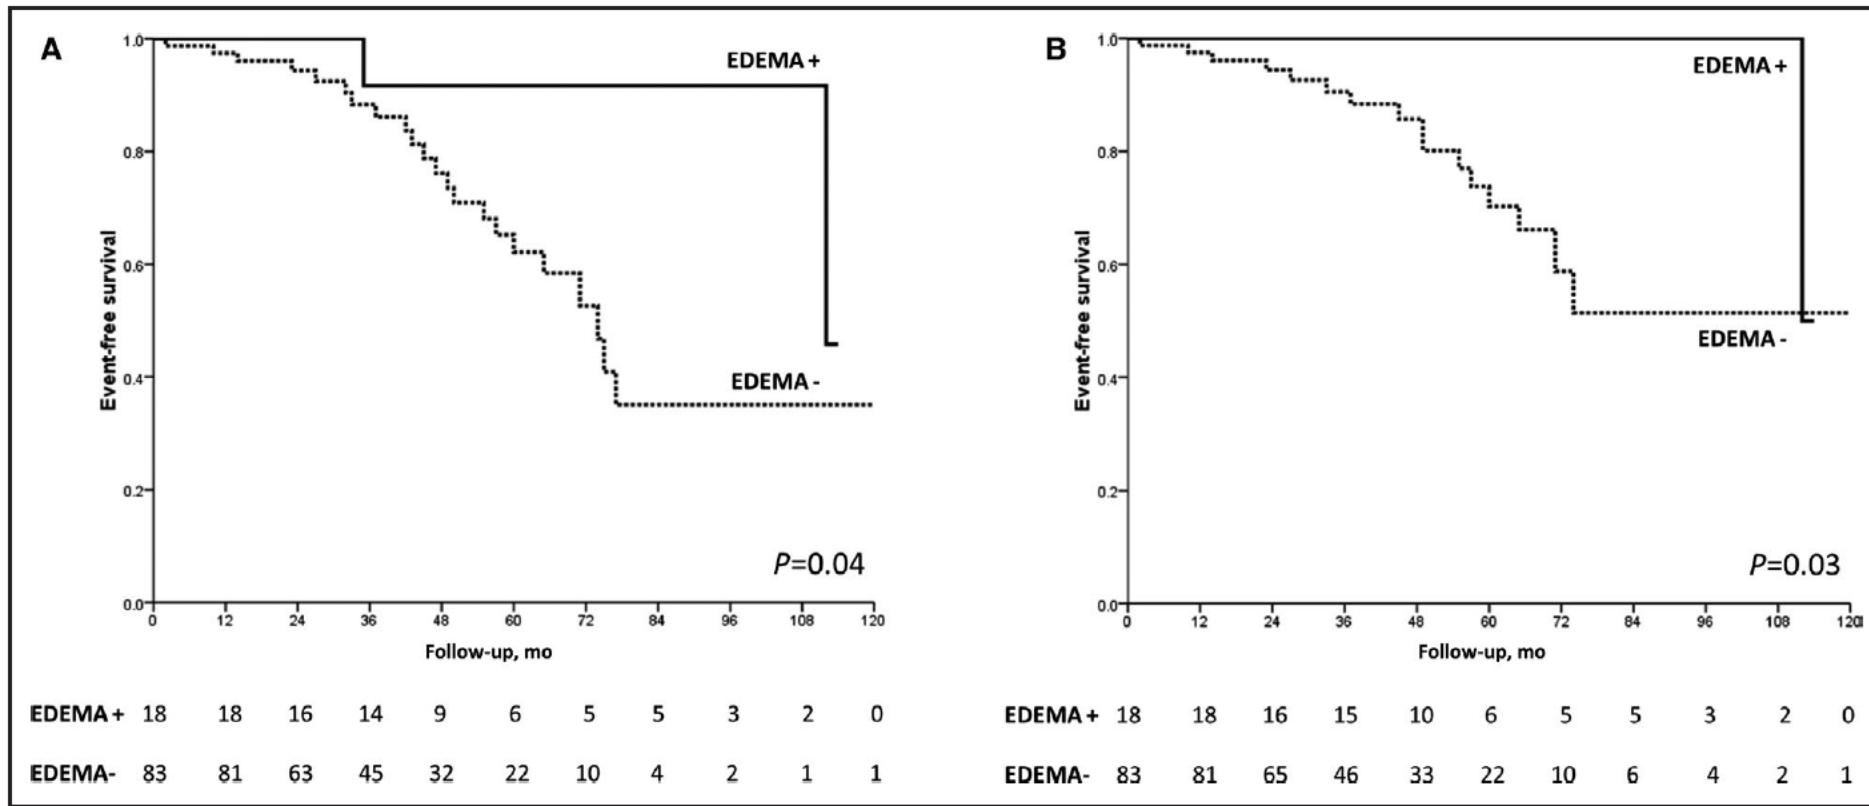 A
1.0
0.8
0.6
0.4
0.2
0.0
Event-free survival
EDEMA +
EDEMA -
P=0.04
0 12 24 36 48 60 72 84 96 108 120
Follow-up, mo
EDEMA + 18 18 16 14 9 6 5 5 3 2 0
EDEMA- 83 81 63 45 32 22 10 4 2 1 1
B
1.0
0.8
0.6
0.4
0.2
0.0
Event-free survival
EDEMA +
EDEMA -
P=0.03
0 12 24 36 48 60 72 84 96 108 120
Follow-up, mo
EDEMA + 18 18 16 15 10 6 5 5 3 2 0
EDEMA- 83 81 65 46 33 22 10 6 4 2 1